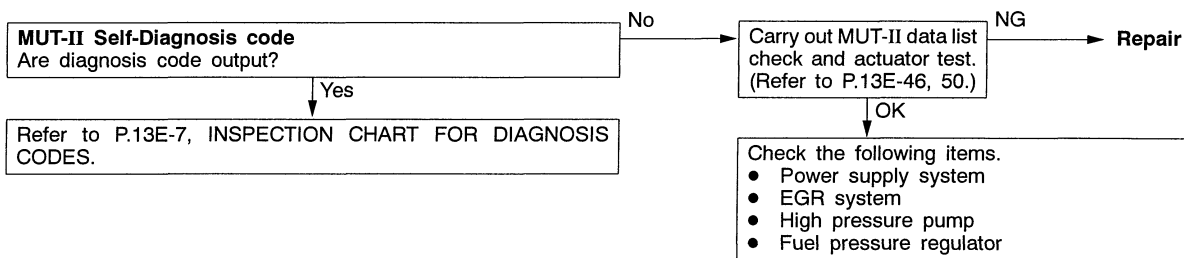 MUT-II Self-Diagnosis code
Are diagnosis code output?
No
Carry out MUT-II data list
check and actuator test.
(Refer to P.13E-46, 50.)
NG
Repair
Yes
OK
Refer to P.13E-7, INSPECTION CHART FOR DIAGNOSIS
CODES.
Check the following items.
● Power supply system
● EGR system
● High pressure pump
● Fuel pressure regulator